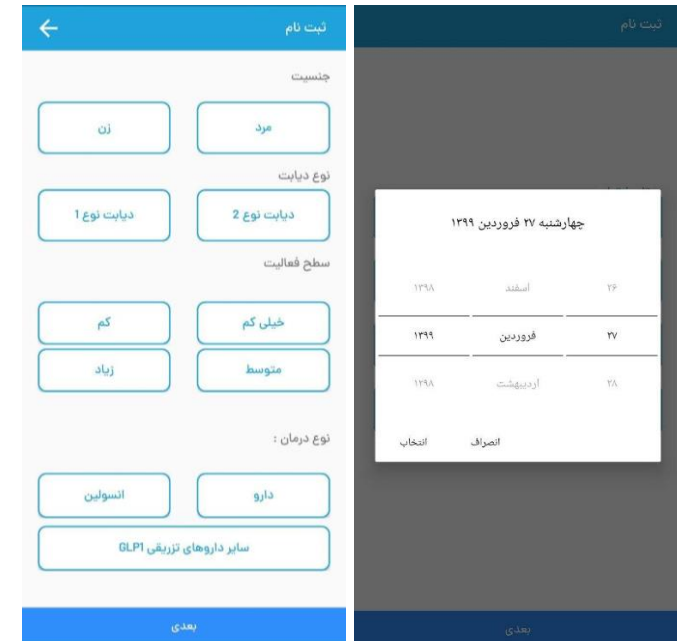 ثبت نام
جنسیت
مرد زن
نوع دیابت
دیابت نوع 2 دیابت نوع 1
سطح فعالیت
خیلی کم کم
متوسط زیاد
نوع درمان :
دارو انسولین
سایر داروهای تزریقی GLP1
بعدی
ثبت نام
چهارشنبه ۲۷ فروردین ۱۳۹۹
۲۶ اسفند ۱۳۹۸
۲۷ فروردین ۱۳۹۹
۲۸ اردیبهشت ۱۳۹۸
انصراف انتخاب
بعدی